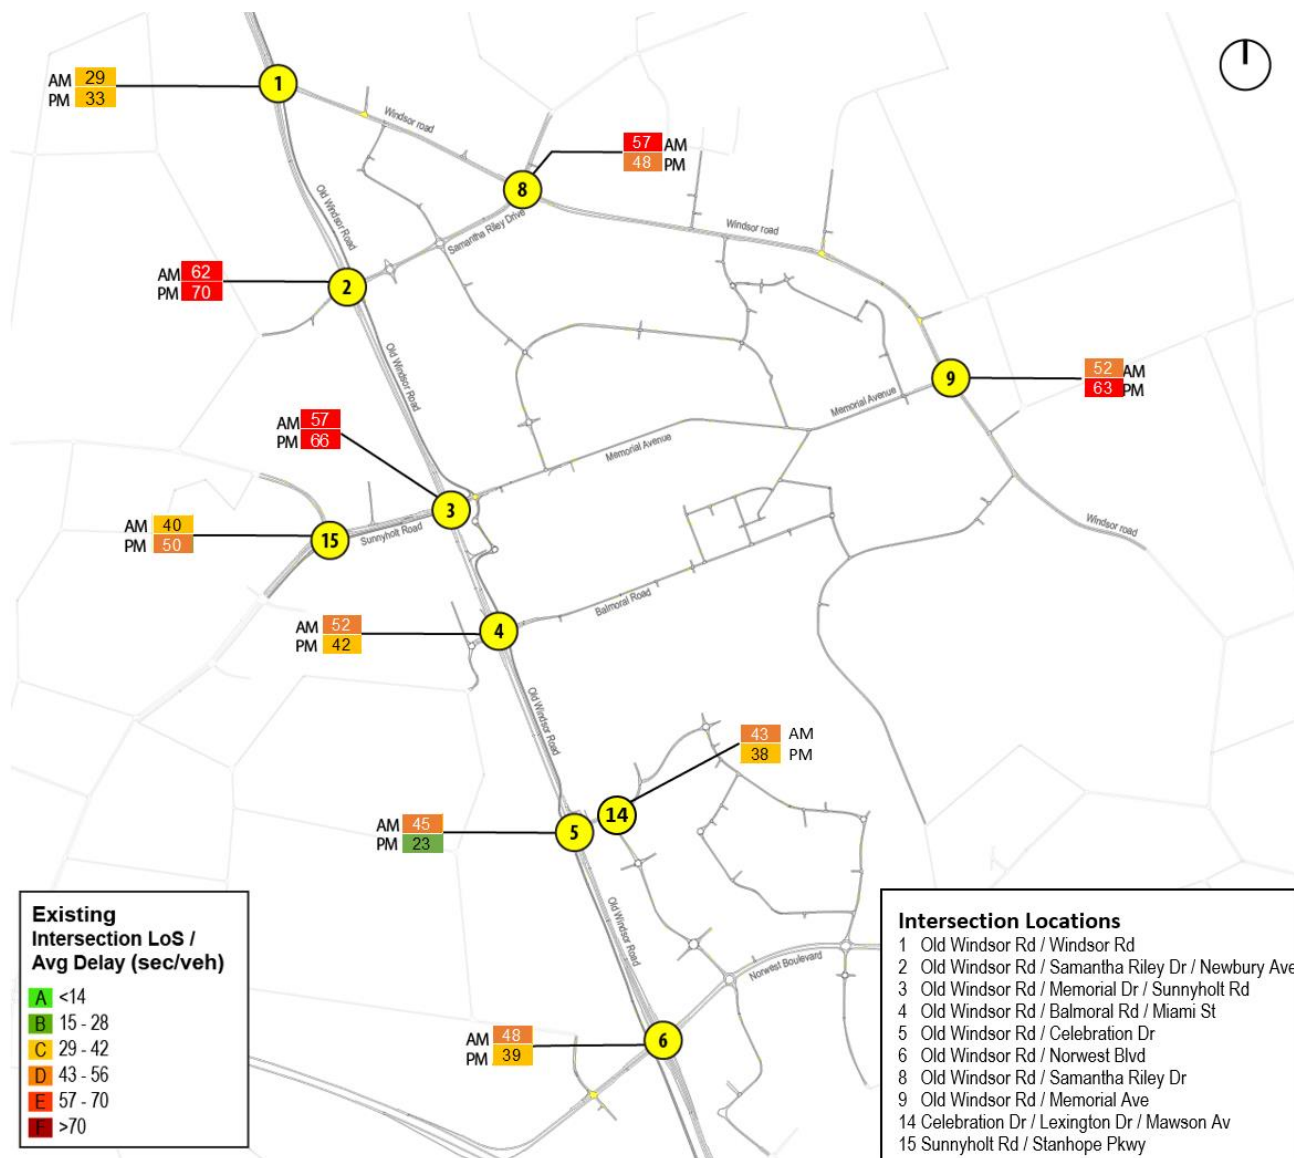 AM 29
PM 33
1
Windsor road
57 AM
48 PM
8
Old Windsor Road
Samantha Riley Drive
Windsor road
AM 62
PM 70
2
Old Windsor Road
52 AM
63 PM
9
Memorial Avenue
AM 57
PM 66
Memorial Avenue
3
AM 40
PM 50
15
Sunnyholt Road
Windsor road
Balmoral Road
AM 52
PM 42
4
Old Windsor Road
43 AM
38 PM
14
AM 45
PM 23
5
Old Windsor Road
Norwest Boulevard
AM 48
PM 39
6
Existing
Intersection LoS /
Avg Delay (sec/veh)
A <14
B 15 - 28
C 29 - 42
D 43 - 56
E 57 - 70
F >70
Intersection Locations
1 Old Windsor Rd / Windsor Rd
2 Old Windsor Rd / Samantha Riley Dr / Newbury Ave
3 Old Windsor Rd / Memorial Dr / Sunnyholt Rd
4 Old Windsor Rd / Balmoral Rd / Miami St
5 Old Windsor Rd / Celebration Dr
6 Old Windsor Rd / Norwest Blvd
8 Old Windsor Rd / Samantha Riley Dr
9 Old Windsor Rd / Memorial Ave
14 Celebration Dr / Lexington Dr / Mawson Av
15 Sunnyholt Rd / Stanhope Pkwy